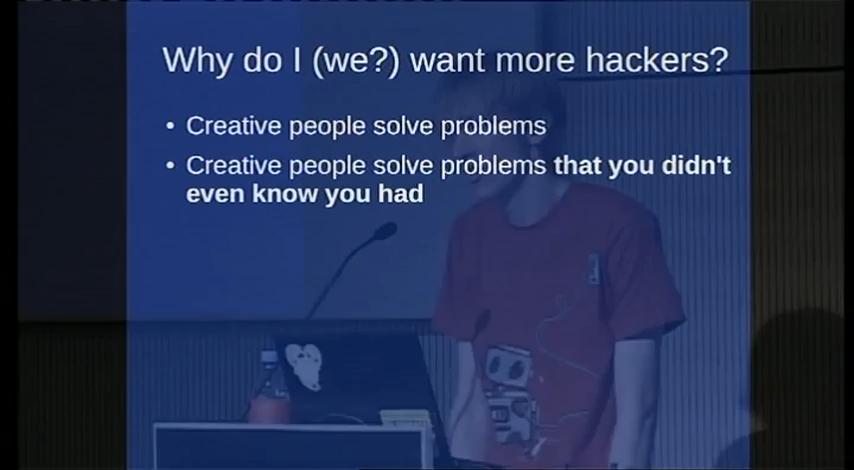 Why do I (we?) want more hackers?
• Creative people solve problems
• Creative people solve problems that you didn't
even know you had